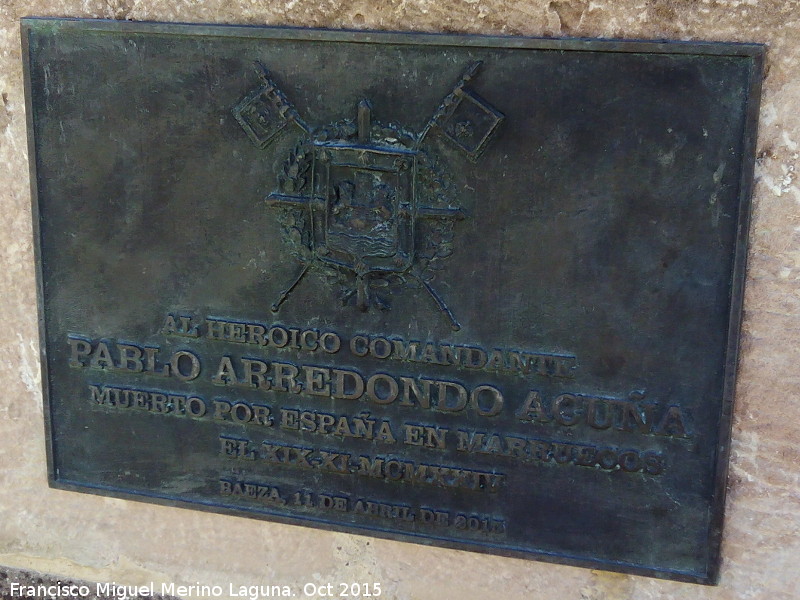 AL HEROICO COMANDANTE
PABLO ARREDONDO ACUÑA
MUERTO POR ESPAÑA EN MARRUECOS
EL XIX-XI-MCMXXIV
BAEZA, 11 DE ABRIL DE 2015
Francisco Miguel Merino Laguna. Oct 2015